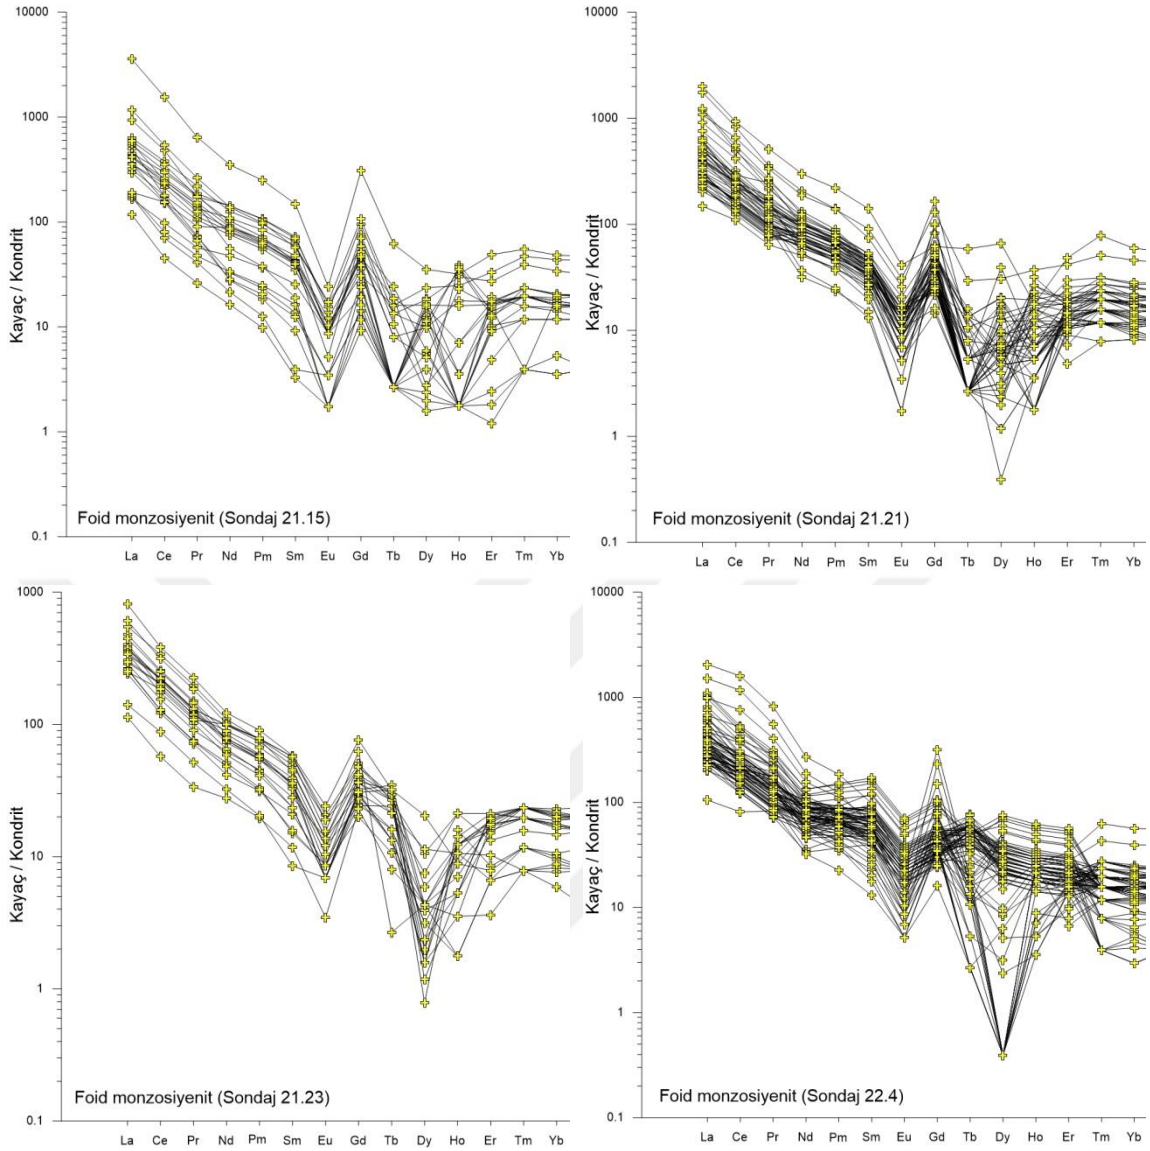 10000
1000
100
10
1
0.1
Kayaç / Kondrit
Foid monzosiyenit (Sondaj 21.15)
La Ce Pr Nd Pm Sm Eu Gd Tb Dy Ho Er Tm Yb
10000
1000
100
10
1
0.1
Kayaç / Kondrit
Foid monzosiyenit (Sondaj 21.21)
La Ce Pr Nd Pm Sm Eu Gd Tb Dy Ho Er Tm Yb
1000
100
10
1
0.1
Kayaç / Kondrit
Foid monzosiyenit (Sondaj 21.23)
La Ce Pr Nd Pm Sm Eu Gd Tb Dy Ho Er Tm Yb
10000
1000
100
10
1
0.1
Kayaç / Kondrit
Foid monzosiyenit (Sondaj 22.4)
La Ce Pr Nd Pm Sm Eu Gd Tb Dy Ho Er Tm Yb